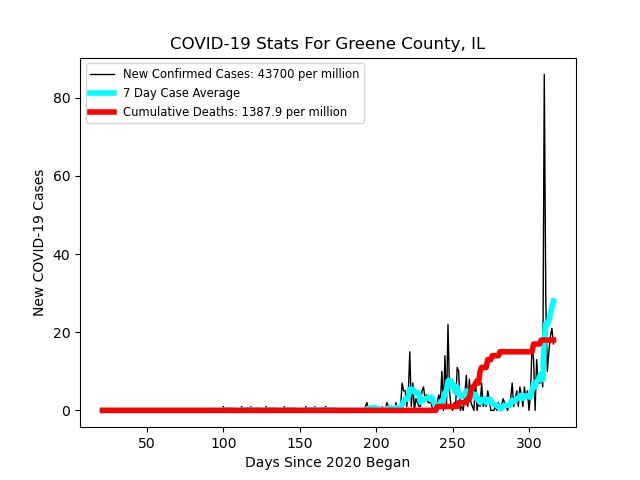 COVID-19 Stats For Greene County, IL
New Confirmed Cases: 43700 per million
7 Day Case Average
Cumulative Deaths: 1387.9 per million
New COVID-19 Cases
80
60
40
20
0
50 100 150 200 250 300
Days Since 2020 Began